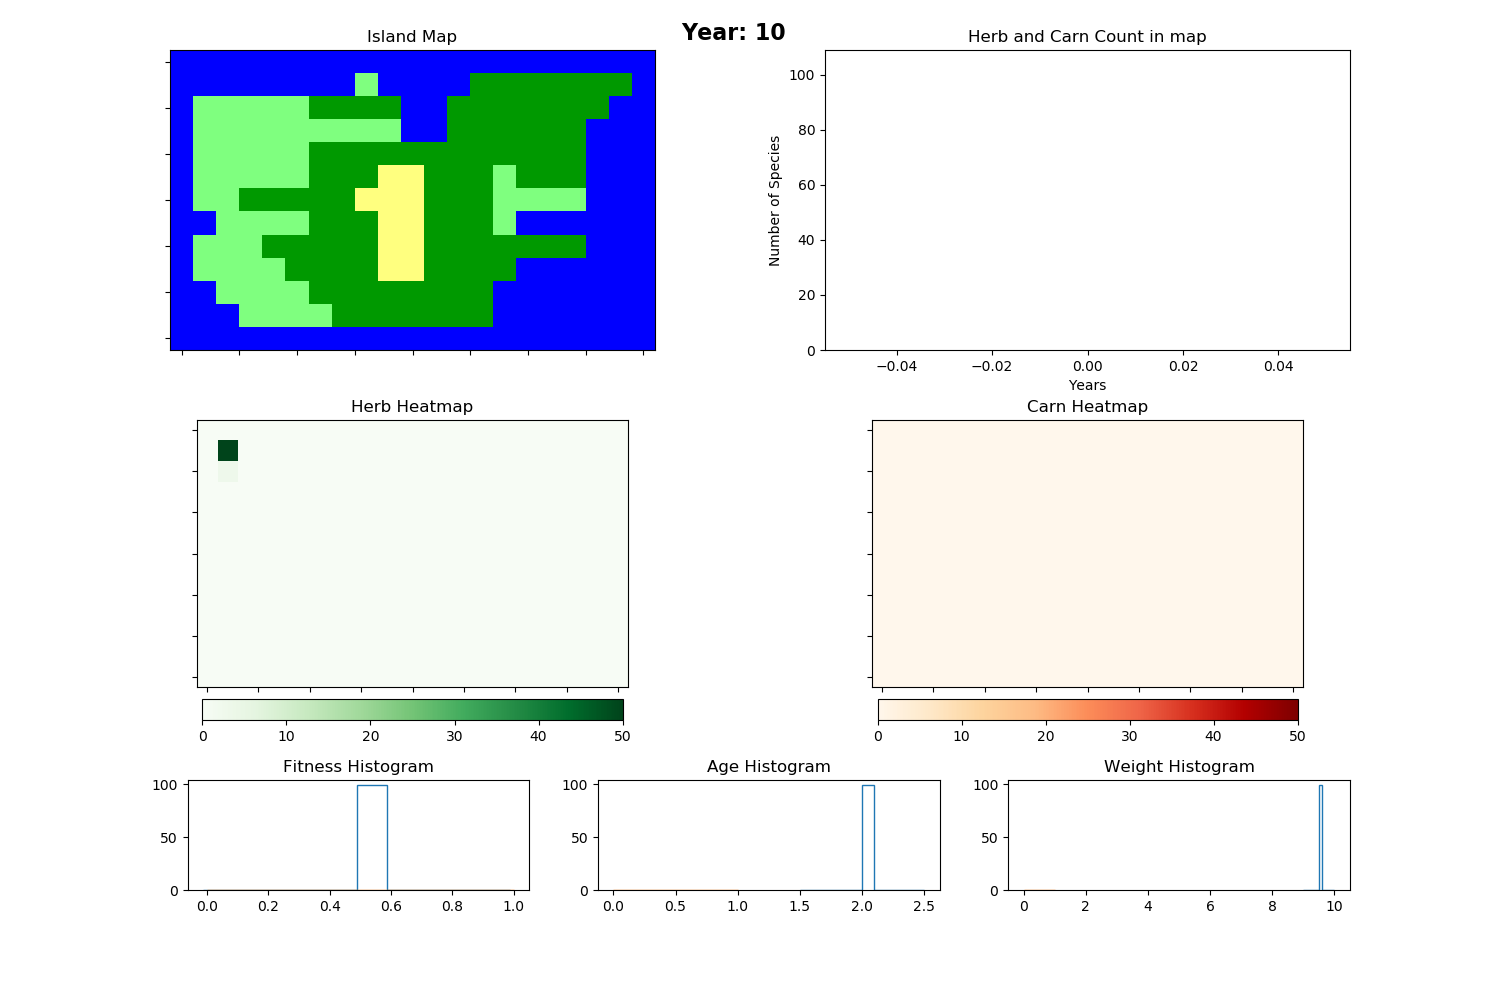 Year: 10
Island Map
Herb and Carn Count in map
100
80
60
40
20
0
Number of Species
−0.04 −0.02 0.00 0.02 0.04
Years
Herb Heatmap
Carn Heatmap
0 10 20 30 40 50
0 10 20 30 40 50
Fitness Histogram
Age Histogram
Weight Histogram
100
50
0
0.0 0.2 0.4 0.6 0.8 1.0
100
50
0
0.0 0.5 1.0 1.5 2.0 2.5
100
50
0
0 2 4 6 8 10